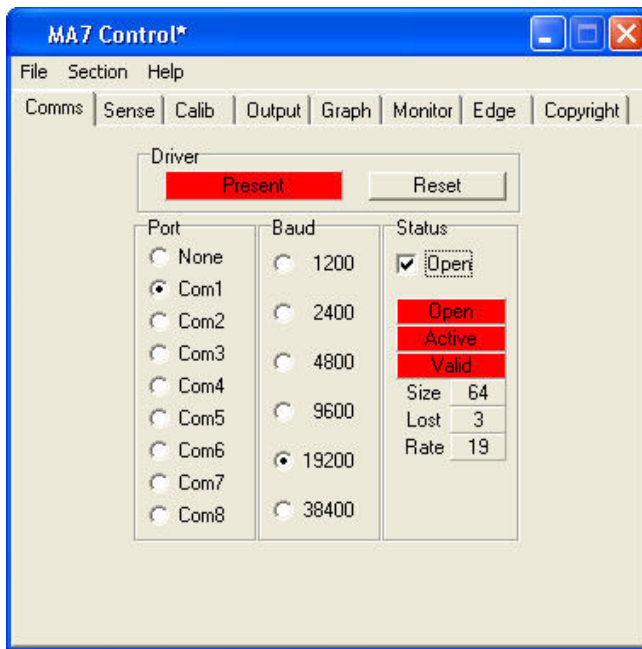 MA7 Control*
File Section Help
Comms Sense Calib Output Graph Monitor Edge Copyright
Driver
Present Reset
Port
None
Com1
Com2
Com3
Com4
Com5
Com6
Com7
Com8
Baud
1200
2400
4800
9600
19200
38400
Status
Open
Open
Active
Valid
Size 64
Lost 3
Rate 19